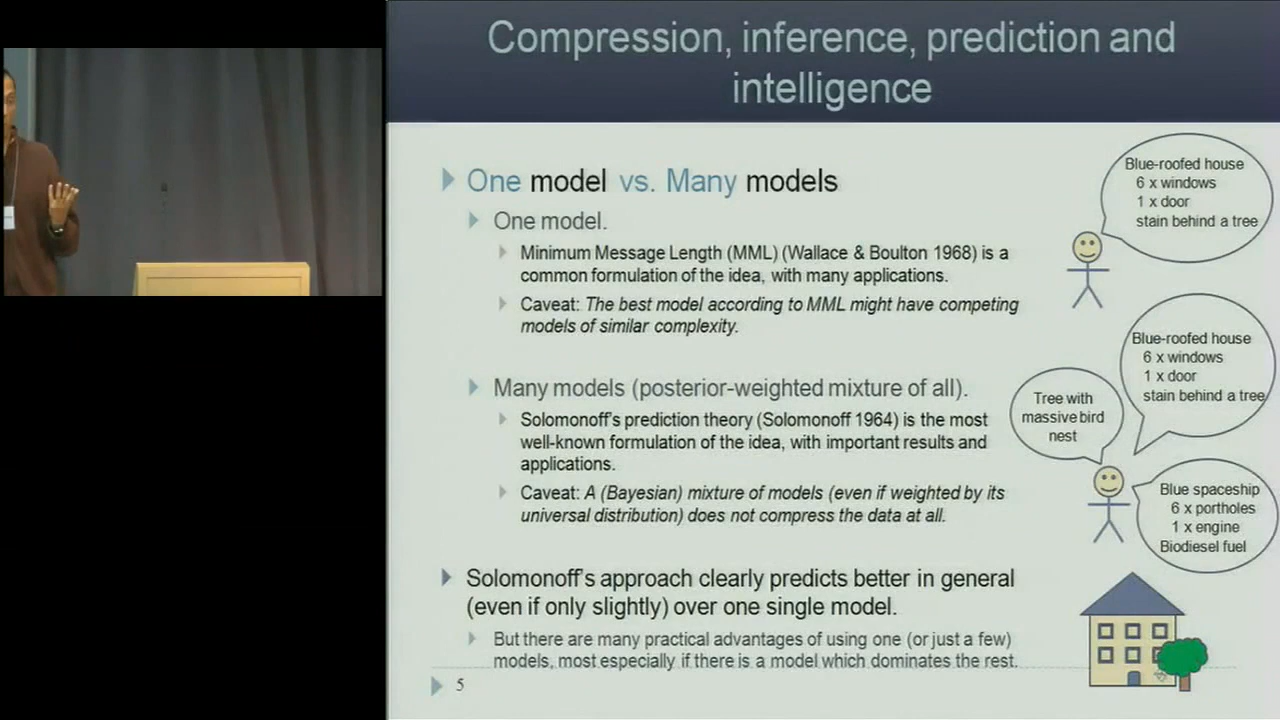 Compression, inference, prediction and
intelligence
One model vs. Many models
One model.
Minimum Message Length (MML) (Wallace & Boulton 1968) is a
common formulation of the idea, with many applications.
Caveat: The best model according to MML might have competing
models of similar complexity.
Many models (posterior-weighted mixture of all).
Solomonoff's prediction theory (Solomonoff 1964) is the most
well-known formulation of the idea, with important results and
applications.
Caveat: A (Bayesian) mixture of models (even if weighted by its
universal distribution) does not compress the data at all.
Solomonoff's approach clearly predicts better in general
(even if only slightly) over one single model.
But there are many practical advantages of using one (or just a few)
models, most especially if there is a model which dominates the rest.
5
Blue-roofed house
6 x windows
1 x door
stain behind a tree
Blue-roofed house
6 x windows
1 x door
stain behind a tree
Tree with
massive bird
nest
Blue spaceship
6 x portholes
1 x engine
Biodiesel fuel